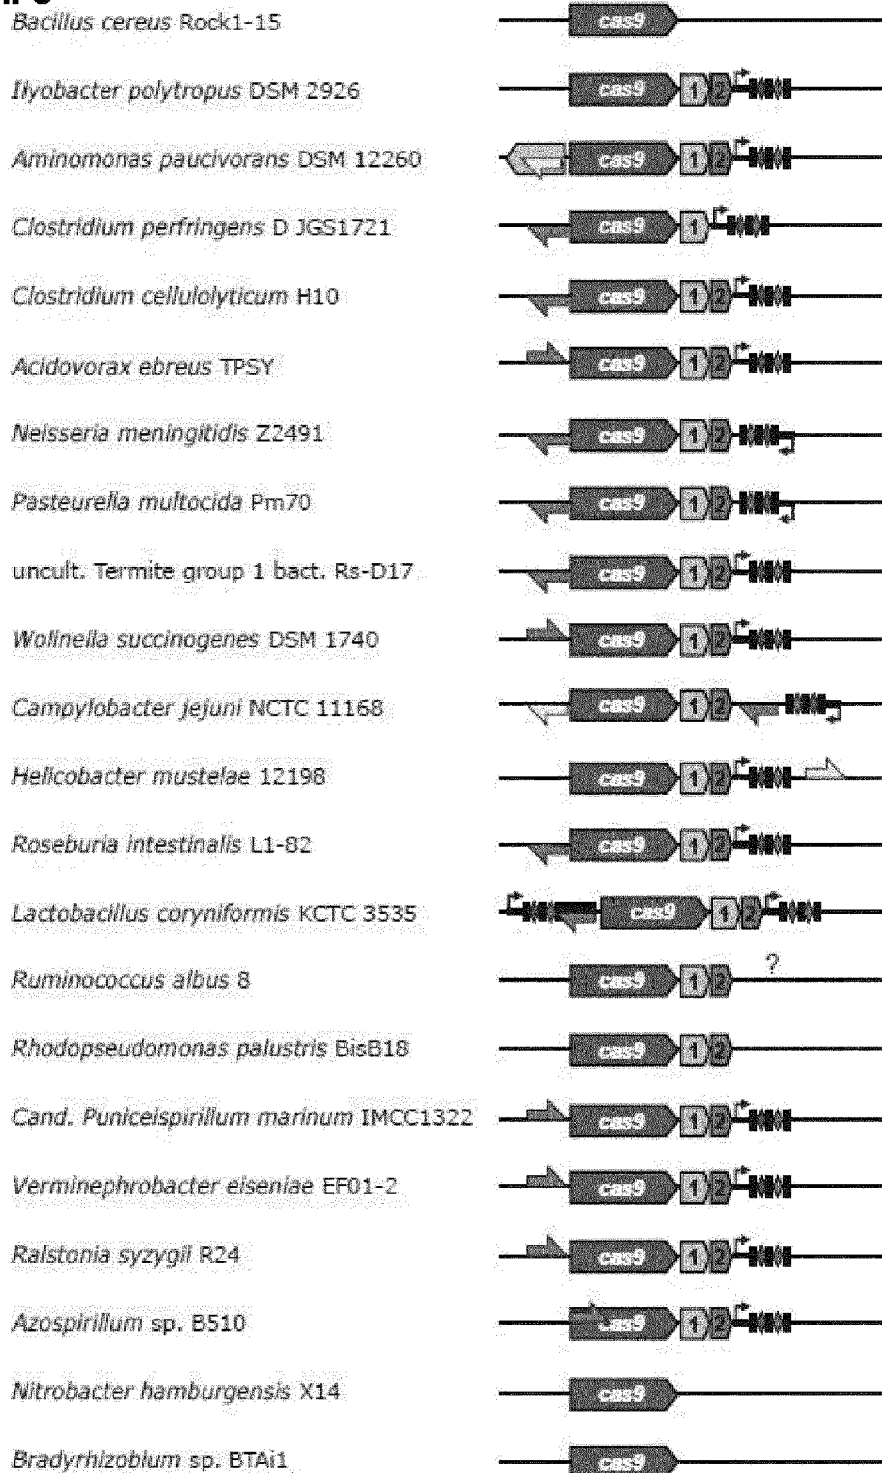 Bacillus cereus Rock1-15 cas9
Ilyobacter polytropus DSM 2926 cas9 1 2
Aminomonas paucivorans DSM 12260 cas9 1 2
Clostridium perfringens D JGS1721 cas9 1
Clostridium cellulolyticum H10 cas9 1 2
Acidovorax ebreus TPSY cas9 1 2
Neisseria meningitidis Z2491 cas9 1 2
Pasteurella multocida Pm70 cas9 1 2
uncult. Termite group 1 bact. Rs-D17 cas9 1 2
Wolinella succinogenes DSM 1740 cas9 1 2
Campylobacter jejuni NCTC 11168 cas9 1 2
Helicobacter mustelae 12198 cas9 1 2
Roseburia intestinalis L1-82 cas9 1 2
Lactobacillus coryniformis KCTC 3535 cas9 1 2
Ruminococcus albus 8 cas9 1 2 ?
Rhodopseudomonas palustris BisB18 cas9 1 2
Cand. Puniceispirillum marinum IMCC1322 cas9 1 2
Verminephrobacter eiseniae EF01-2 cas9 1 2
Ralstonia syzygii R24 cas9 1 2
Azospirillum sp. B510 cas9 1 2
Nitrobacter hamburgensis X14 cas9
Bradyrhizobium sp. BTAi1 cas9